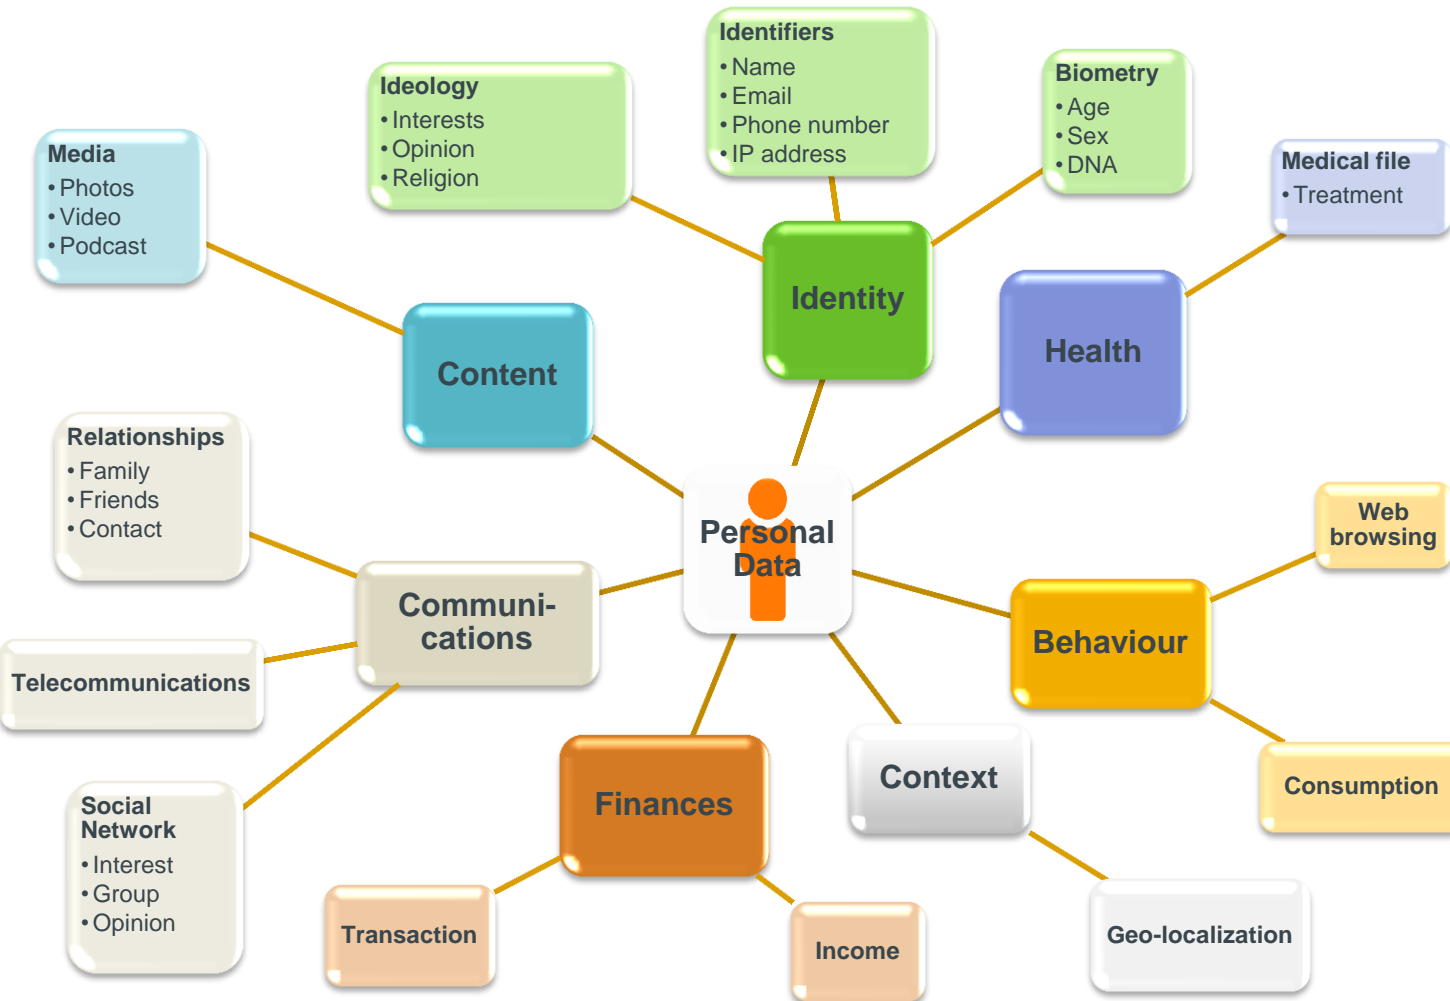 Identifiers
• Name
• Email
• Phone number
• IP address
Ideology
• Interests
• Opinion
• Religion
Biometry
• Age
• Sex
• DNA
Media
• Photos
• Video
• Podcast
Medical file
• Treatment
Identity
Health
Content
Relationships
• Family
• Friends
• Contact
Personal
Data
Web
browsing
Communi-
cations
Behaviour
Telecommunications
Social
Network
• Interest
• Group
• Opinion
Finances
Context
Consumption
Transaction
Income
Geo-localization